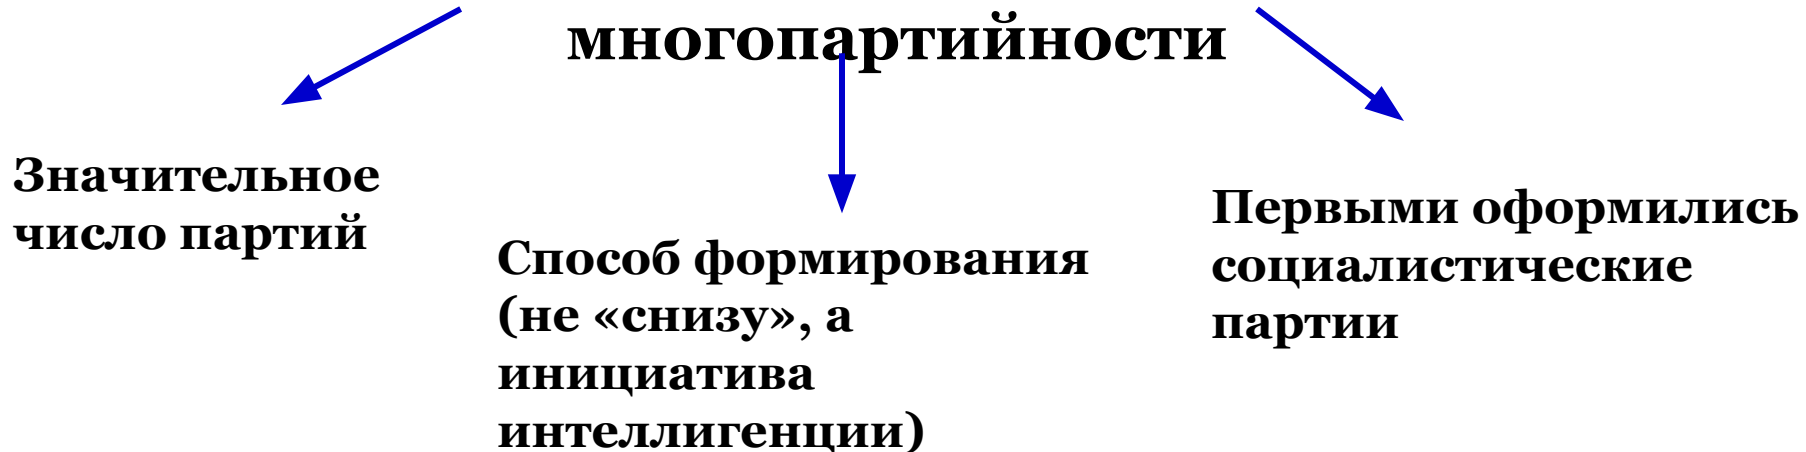 многопартийности
Значительное
число партий
Способ формирования
(не «снизу», а
инициатива
интеллигенции)
Первыми оформились
социалистические
партии